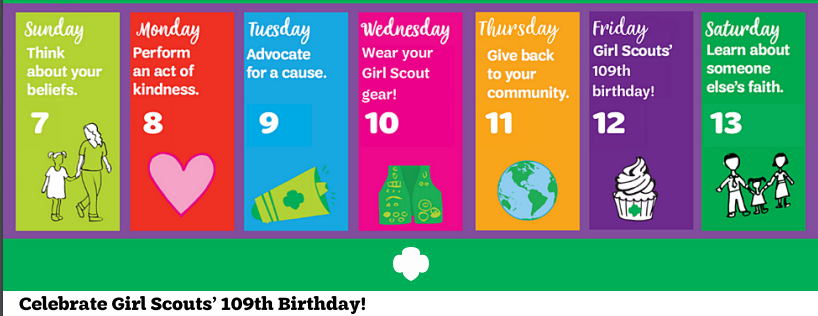 Sunday
Think
about your
beliefs.
7
Monday
Perform
an act of
kindness.
8
Tuesday
Advocate
for a cause.
9
Wednesday
Wear your
Girl Scout
gear!
10
Thursday
Give back
to your
community.
11
Friday
Girl Scouts’
109th
birthday!
12
Saturday
Learn about
someone
else’s faith.
13
Celebrate Girl Scouts’ 109th Birthday!